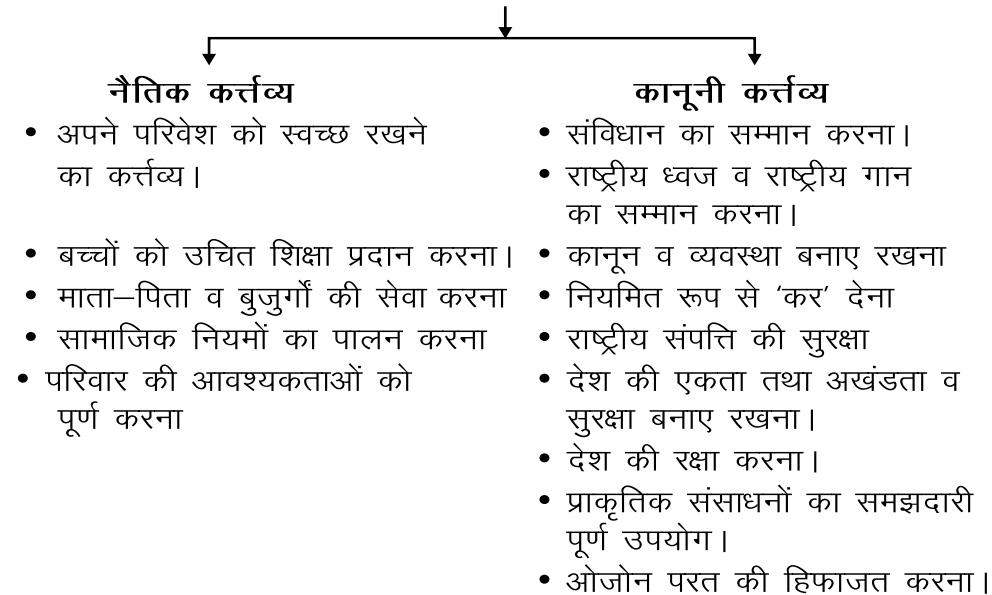 नैतिक कर्त्तव्य
• अपने परिवेश को स्वच्छ रखने
का कर्त्तव्य।
• बच्चों को उचित शिक्षा प्रदान करना।
• माता–पिता व बुजुर्गों की सेवा करना
• सामाजिक नियमों का पालन करना
• परिवार की आवश्यकताओं को
पूर्ण करना
कानूनी कर्त्तव्य
• संविधान का सम्मान करना।
• राष्ट्रीय ध्वज व राष्ट्रीय गान
का सम्मान करना।
• कानून व व्यवस्था बनाए रखना
• नियमित रूप से ‘कर’ देना
• राष्ट्रीय संपत्ति की सुरक्षा
• देश की एकता तथा अखंडता व
सुरक्षा बनाए रखना।
• देश की रक्षा करना।
• प्राकृतिक संसाधनों का समझदारी
पूर्ण उपयोग।
• ओजोन परत की हिफाजत करना।